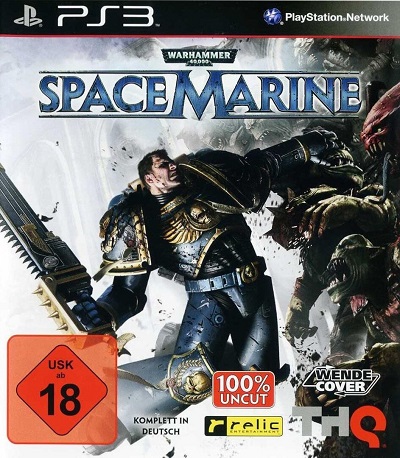 PS3
PlayStation Network
WARHAMMER
40,000
SPACE MARINE
USK
ab
18
100%
UNCUT
WENDE
COVER
KOMPLETT IN
DEUTSCH
relic
ENTERTAINMENT
THQ